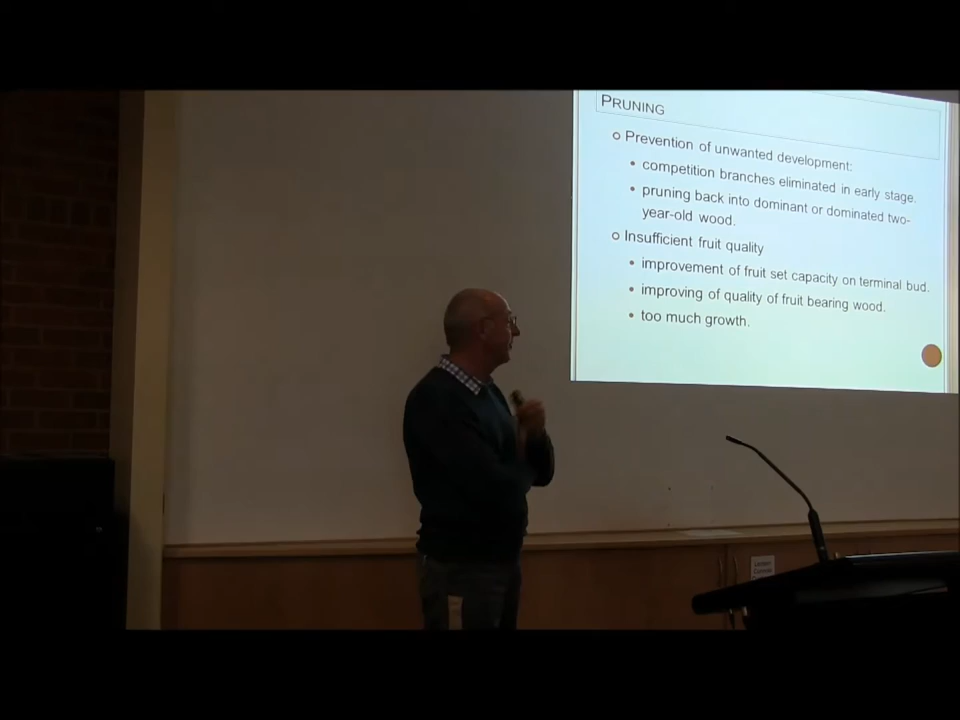 PRUNING
Prevention of unwanted development:
competition branches eliminated in early stage.
pruning back into dominant or dominated two-
year-old wood.
Insufficient fruit quality
improvement of fruit set capacity on terminal bud.
improving of quality of fruit bearing wood.
too much growth.